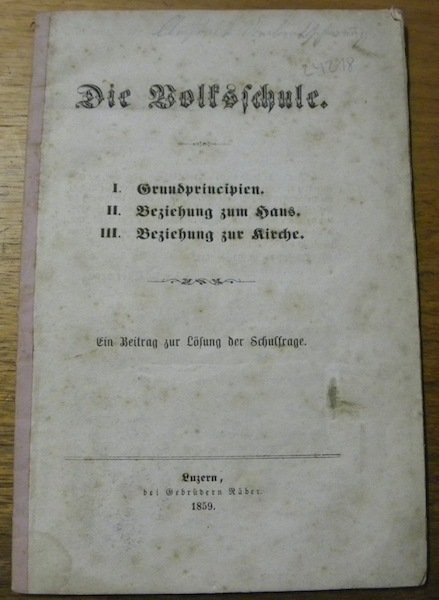 24218
Die Volksschule.
I. Grundprincipien.
II. Beziehung zum Haus.
III. Beziehung zur Kirche.
Ein Beitrag zur Lösung der Schulfrage.
Luzern,
bei Gebrüdern Räber.
1859.